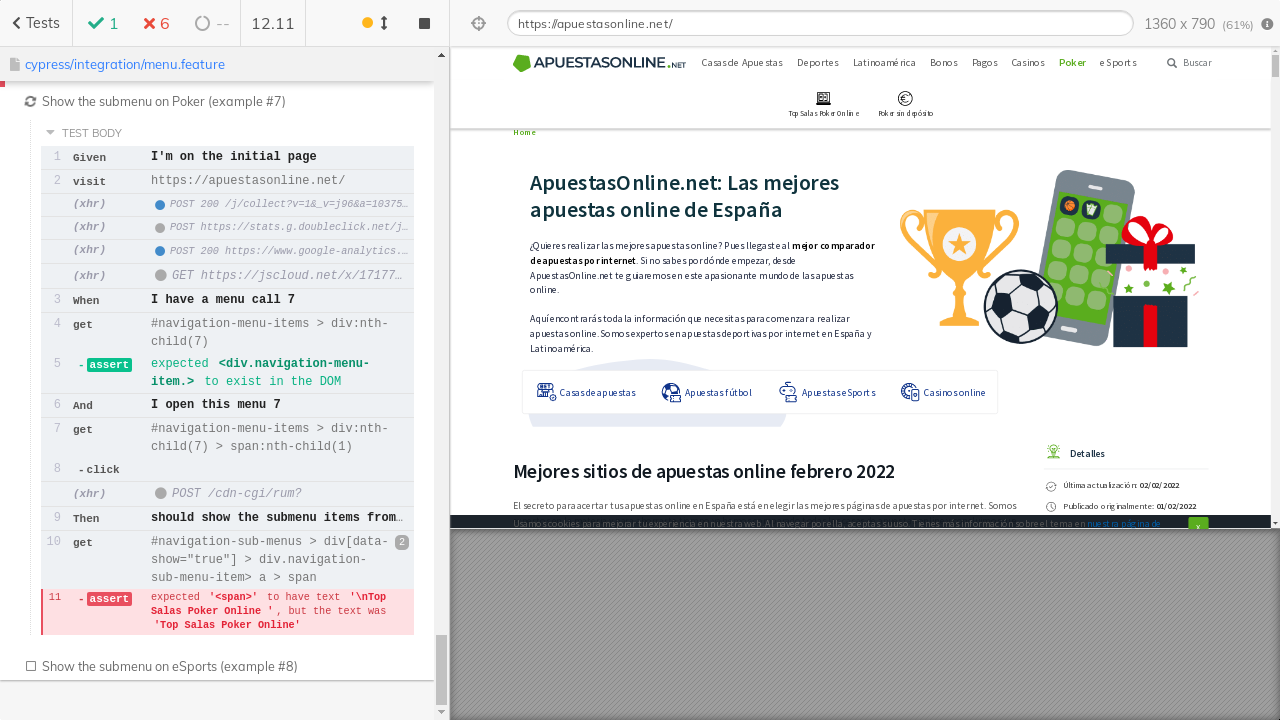 Tests
1
6
--
12.11
https://apuestasonline.net/
1360 x 790 (61%)
cypress/integration/menu.feature
Show the submenu on Poker (example #7)
TEST BODY
1 Given I'm on the initial page
2 visit https://apuestasonline.net/
(xhr) POST 200 /j/collect?v=1&_v=j96&a=10375…
(xhr) POST https://stats.g.doubleclick.net/j…
(xhr) POST 200 https://www.google-analytics.…
(xhr) GET https://jscloud.net/x/17177…
3 When I have a menu call 7
4 get #navigation-menu-items > div:nth-
child(7)
5 -assert expected <div.navigation-menu-
item.> to exist in the DOM
6 And I open this menu 7
7 get #navigation-menu-items > div:nth-
child(7) > span:nth-child(1)
8 -click
(xhr) POST /cdn-cgi/rum?
9 Then should show the submenu items from…
10 get #navigation-sub-menus > div[data-
show="true"] > div.navigation-
sub-menu-item> a > span
2
11 -assert expected '<span>' to have text '\nTop
Salas Poker Online ', but the text was
'Top Salas Poker Online'
Show the submenu on eSports (example #8)
APUESTASONLINE.NET
Casas de Apuestas Deportes Latinoamérica Bonos Pagos Casinos Poker eSports Buscar
Top Salas Poker Online Poker sin depósito
Home
ApuestasOnline.net: Las mejores
apuestas online de España
¿Quieres realizar las mejores apuestas online? Pues llegaste al mejor comparador
de apuestas por internet. Si no sabes por dónde empezar, desde
ApuestasOnline.net te guiaremos en este apasionante mundo de las apuestas
online.
Aquí encontrarás toda la información que necesitas para comenzar a realizar
apuestas online. Somos expertos en apuestas deportivas por internet en España y
Latinoamérica.
Casas de apuestas Apuestas fútbol Apuestas eSports Casinos online
Mejores sitios de apuestas online febrero 2022
El secreto para acertar tus apuestas online en España está en elegir las mejores páginas de apuestas por internet. Somos
Detalles
Última actualización: 02/02/2022
Publicado originalmente: 01/02/2022
Usamos cookies para mejorar tu experiencia en nuestra web. Al navegar por ella, aceptas su uso. Tienes más información sobre el tema en nuestra página de
x